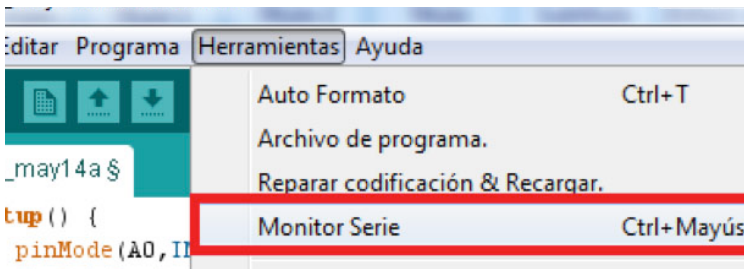 Editar Programa Herramientas Ayuda
Auto Formato Ctrl+T
Archivo de programa.
_may14a §
Reparar codificación & Recargar.
tup() {
Monitor Serie Ctrl+Mayús
pinMode(A0,IN